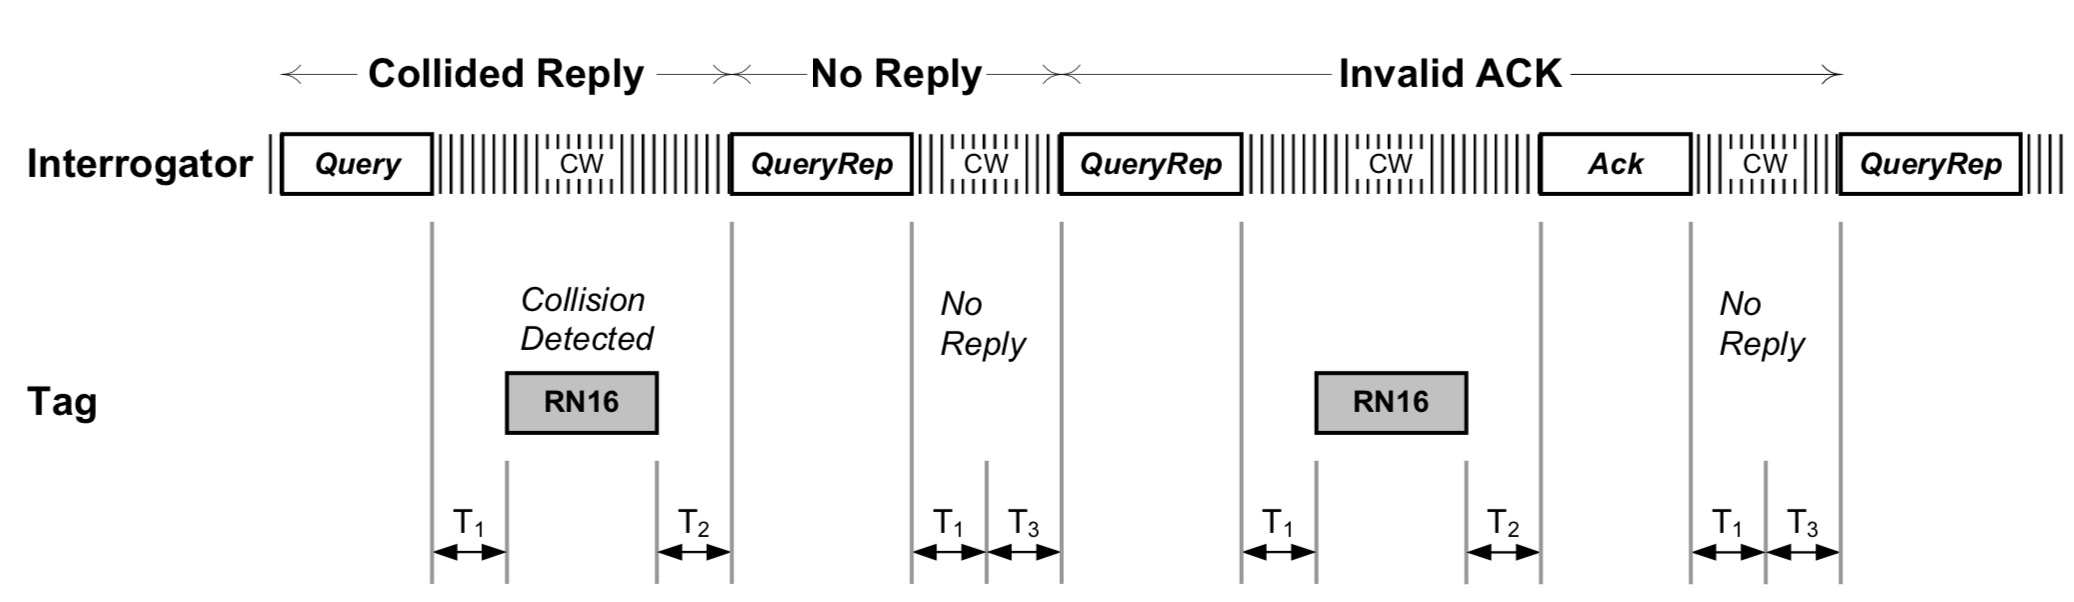 Collided Reply No Reply Invalid ACK
Interrogator Query CW QueryRep CW QueryRep CW Ack CW QueryRep
Collision
Detected
No
Reply
No
Reply
Tag RN16 RN16
T1 T2 T1 T3 T1 T2 T1 T3